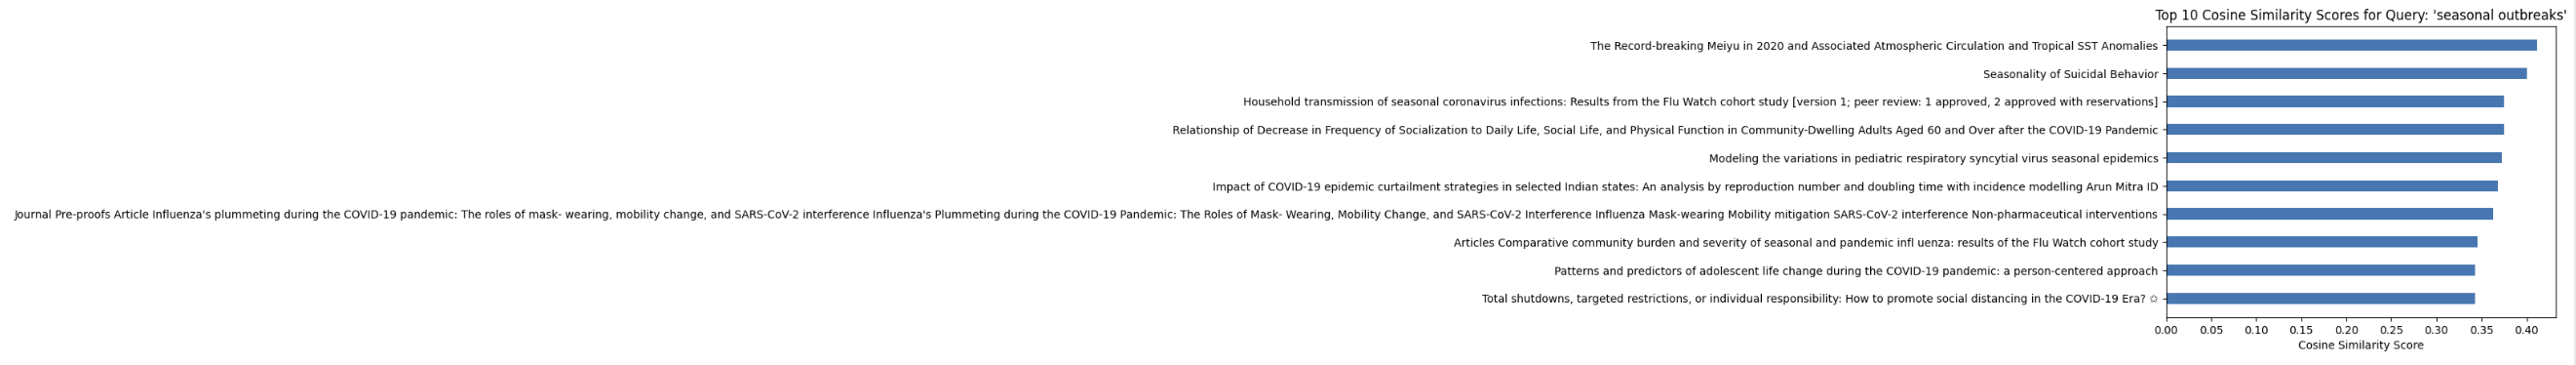 Top 10 Cosine Similarity Scores for Query: 'seasonal outbreaks'
The Record-breaking Meiyu in 2020 and Associated Atmospheric Circulation and Tropical SST Anomalies
Seasonality of Suicidal Behavior
Household transmission of seasonal coronavirus infections: Results from the Flu Watch cohort study [version 1; peer review: 1 approved, 2 approved with reservations]
Relationship of Decrease in Frequency of Socialization to Daily Life, Social Life, and Physical Function in Community-Dwelling Adults Aged 60 and Over after the COVID-19 Pandemic
Modeling the variations in pediatric respiratory syncytial virus seasonal epidemics
Impact of COVID-19 epidemic curtailment strategies in selected Indian states: An analysis by reproduction number and doubling time with incidence modelling Arun Mitra ID
Journal Pre-proofs Article Influenza's plummeting during the COVID-19 pandemic: The roles of mask- wearing, mobility change, and SARS-CoV-2 interference Influenza's Plummeting during the COVID-19 Pandemic: The Roles of Mask- Wearing, Mobility Change, and SARS-CoV-2 Interference Influenza Mask-wearing Mobility mitigation SARS-CoV-2 interference Non-pharmaceutical interventions
Articles Comparative community burden and severity of seasonal and pandemic infl uenza: results of the Flu Watch cohort study
Patterns and predictors of adolescent life change during the COVID-19 pandemic: a person-centered approach
Total shutdowns, targeted restrictions, or individual responsibility: How to promote social distancing in the COVID-19 Era? ✩
0.00 0.05 0.10 0.15 0.20 0.25 0.30 0.35 0.40
Cosine Similarity Score